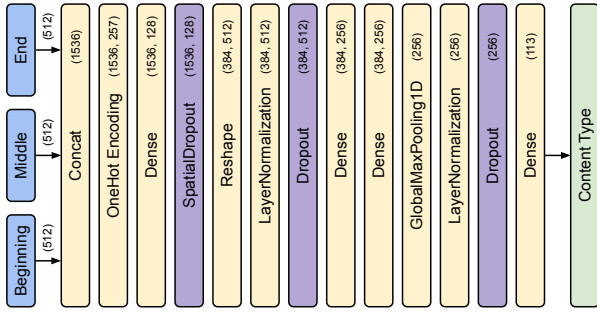 End
(512)
Middle
(512)
Beginning
(512)
Concat
(1536)
OneHot Encoding
(1536, 257)
Dense
(1536, 128)
SpatialDropout
(1536, 128)
Reshape
(384, 512)
LayerNormalization
(384, 512)
Dropout
(384, 512)
Dense
(384, 256)
Dense
(384, 256)
GlobalMaxPooling1D
(256)
LayerNormalization
(256)
Dropout
(256)
Dense
(113)
Content Type